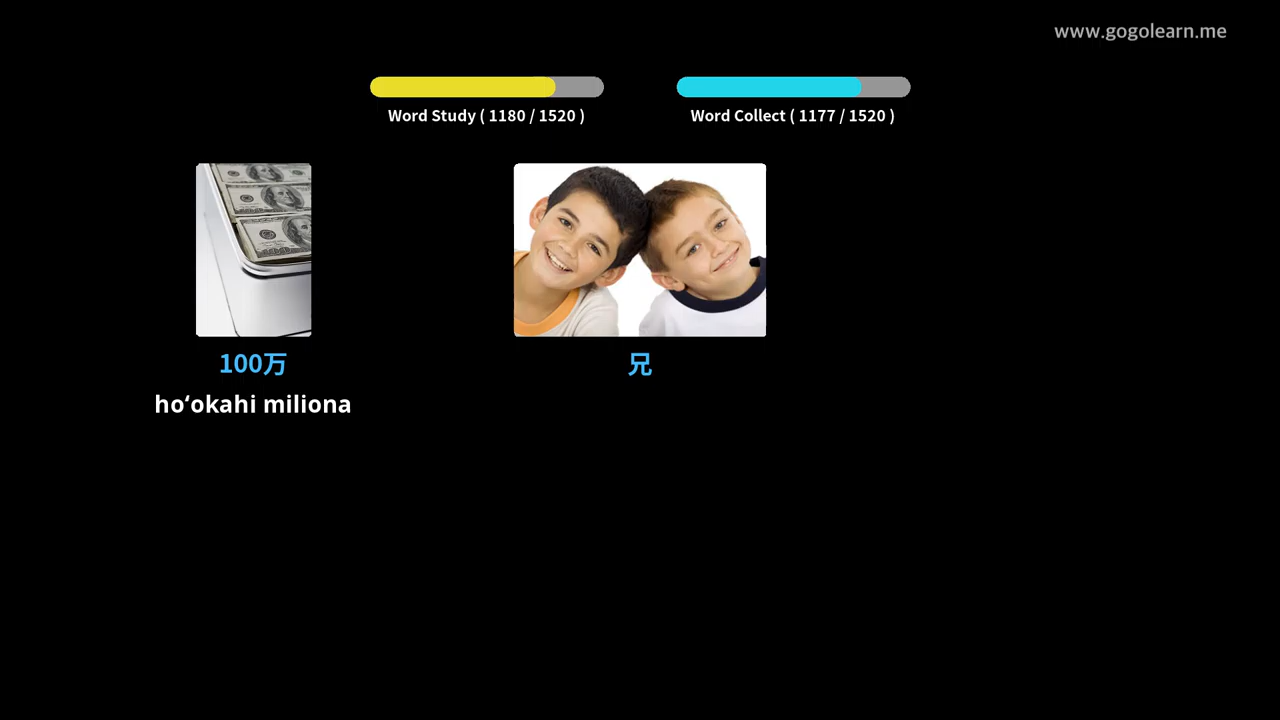 www.gogolearn.me
Word Study ( 1180 / 1520 )
Word Collect ( 1177 / 1520 )
100万
兄
hoʻokahi miliona